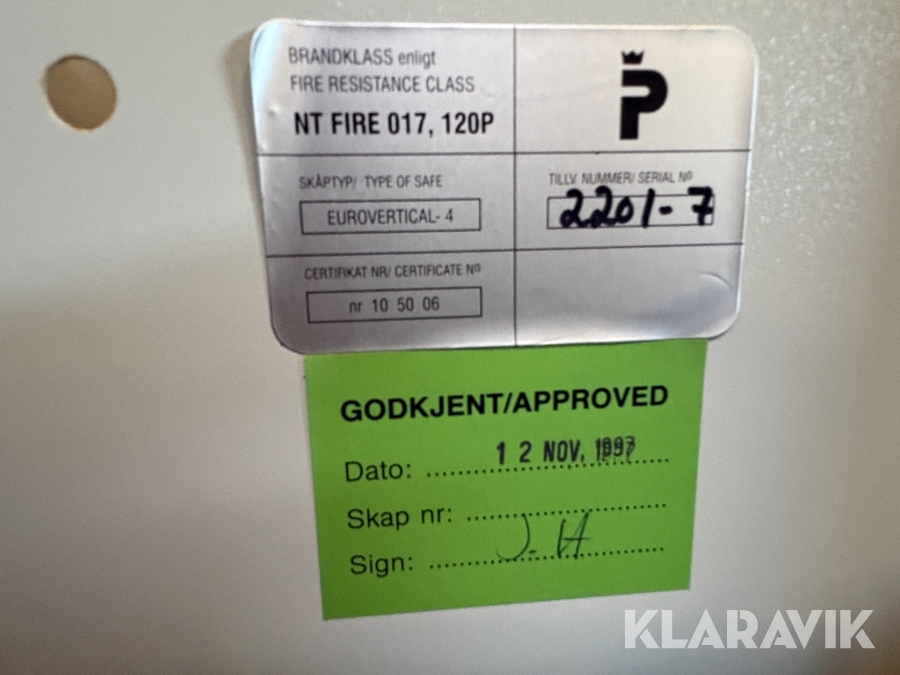 BRANDKLASS enligt
FIRE RESISTANCE CLASS
NT FIRE 017, 120P
P
SKÅPTYP/ TYPE OF SAFE
EUROVERTICAL- 4
TILLV. NUMMER/ SERIAL Nº
2201-7
CERTIFIKAT NR/ CERTIFICATE Nº
nr 10 50 06
GODKJENT/APPROVED
Dato: 12 NOV. 1997
Skap nr:
Sign: J. H
KLARAVIK